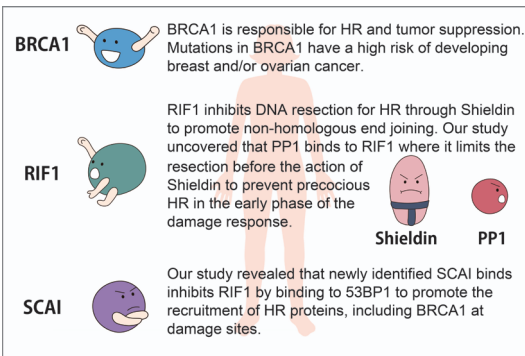 BRCA1
BRCA1 is responsible for HR and tumor suppression.
Mutations in BRCA1 have a high risk of developing
breast and/or ovarian cancer.
RIF1
RIF1 inhibits DNA resection for HR through Shieldin
to promote non-homologous end joining. Our study
uncovered that PP1 binds to RIF1 where it limits the
resection before the action of
Shieldin to prevent precocious
HR in the early phase of the
damage response.
Shieldin
PP1
SCAI
Our study revealed that newly identified SCAI binds
inhibits RIF1 by binding to 53BP1 to promote the
recruitment of HR proteins, including BRCA1 at
damage sites.